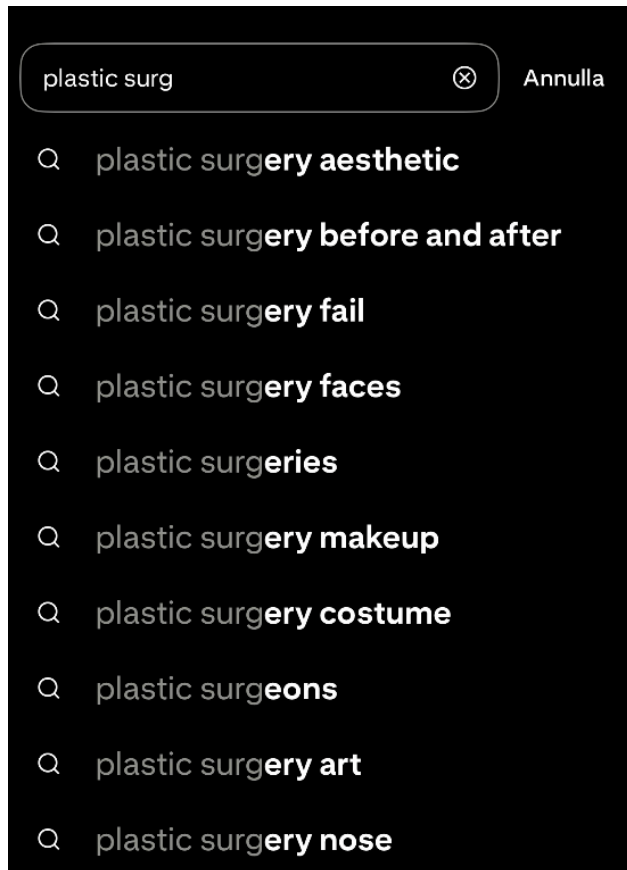 plastic surg Annulla
plastic surgery aesthetic
plastic surgery before and after
plastic surgery fail
plastic surgery faces
plastic surgeries
plastic surgery makeup
plastic surgery costume
plastic surgeons
plastic surgery art
plastic surgery nose